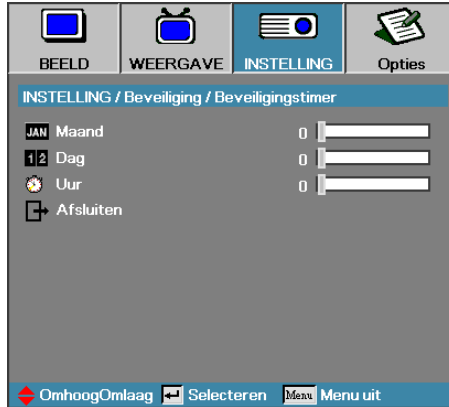 BEELD WEERGAVE INSTELLING Opties
INSTELLING / Beveiliging / Beveiligingstimer
JAN Maand 0
12 Dag 0
Uur 0
Afsluiten
OmhoogOmlaag Selecteren Menu Menu uit